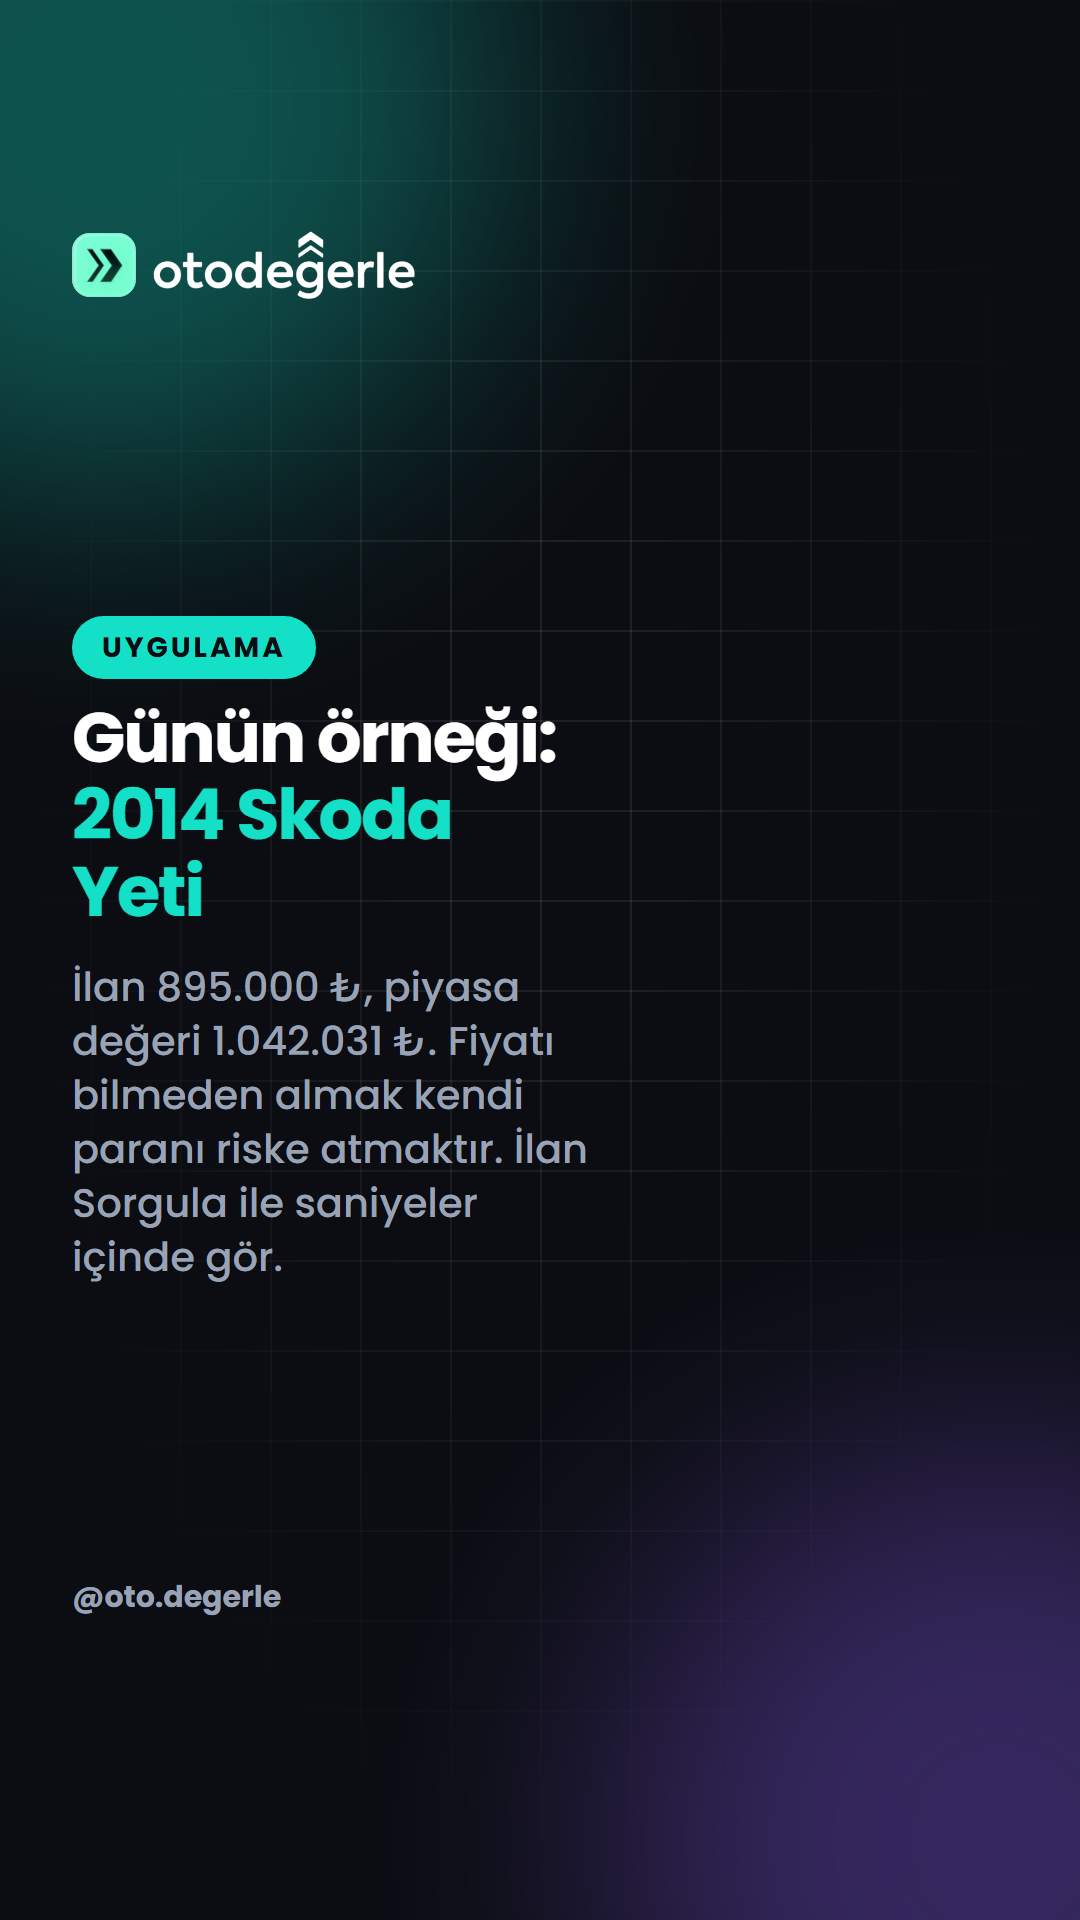 otodeğerle
UYGULAMA
Günün örneği:
2014 Skoda
Yeti
İlan 895.000 ₺, piyasa
değeri 1.042.031 ₺. Fiyatı
bilmeden almak kendi
paranı riske atmaktır. İlan
Sorgula ile saniyeler
içinde gör.
@oto.degerle